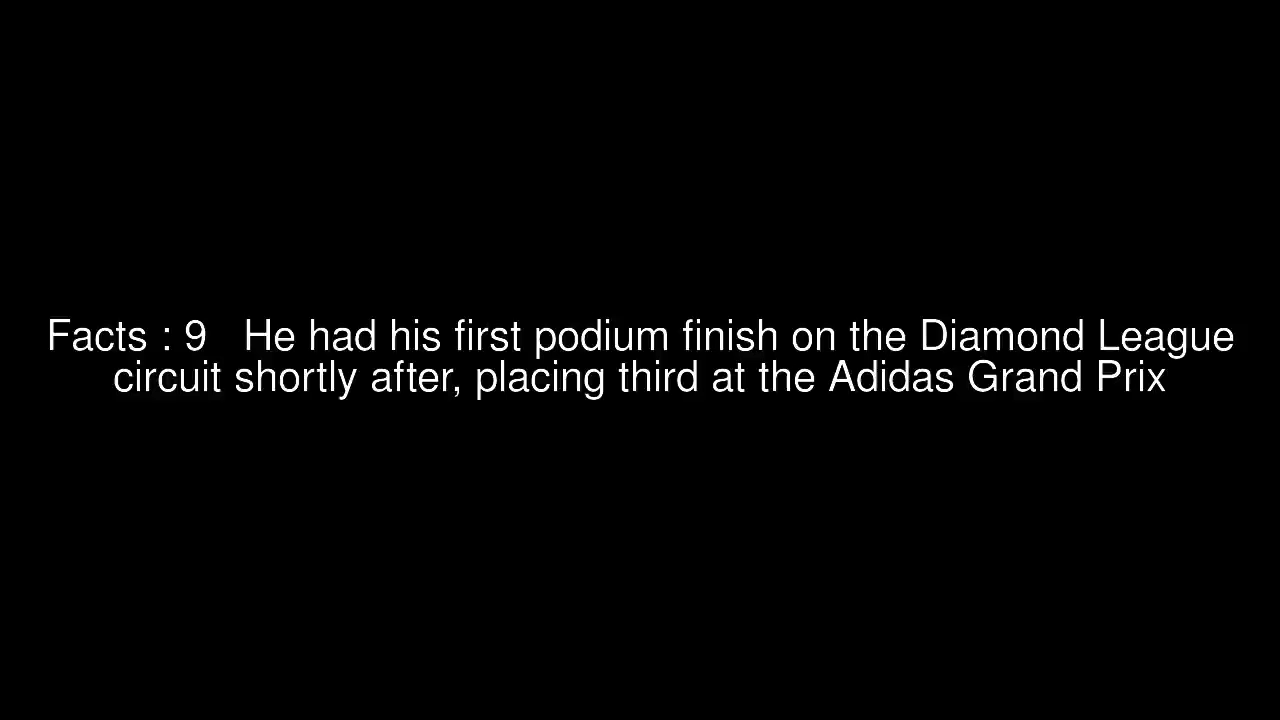 Facts : 9   He had his first podium finish on the Diamond League
circuit shortly after, placing third at the Adidas Grand Prix